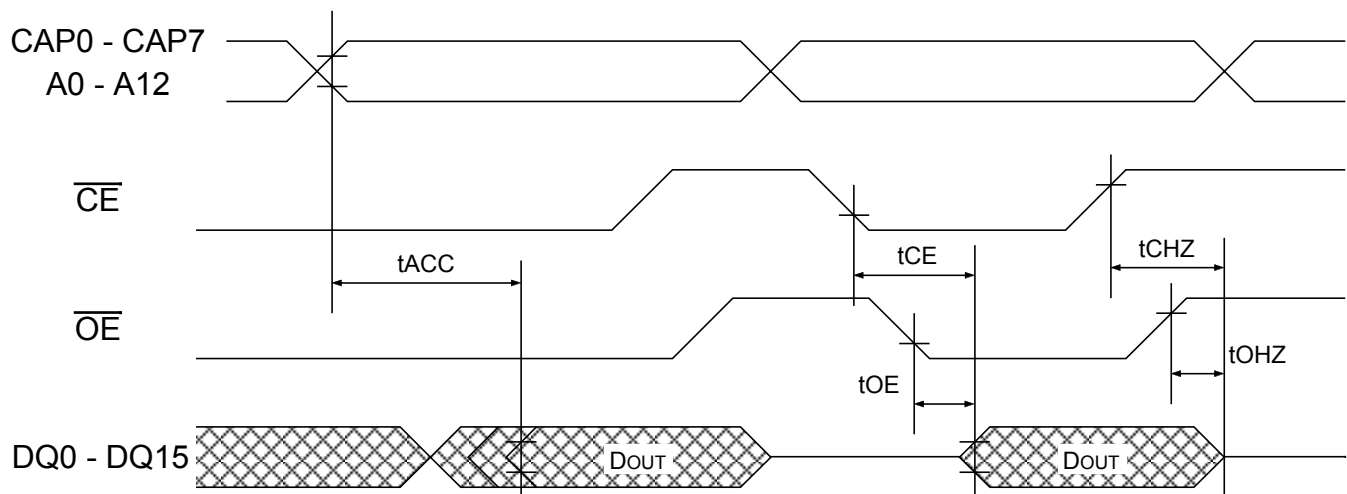 CAP0 - CAP7
A0 - A12
CE
tACC
tCE
tCHZ
OE
tOE
tOHZ
DQ0 - DQ15
DOUT
DOUT